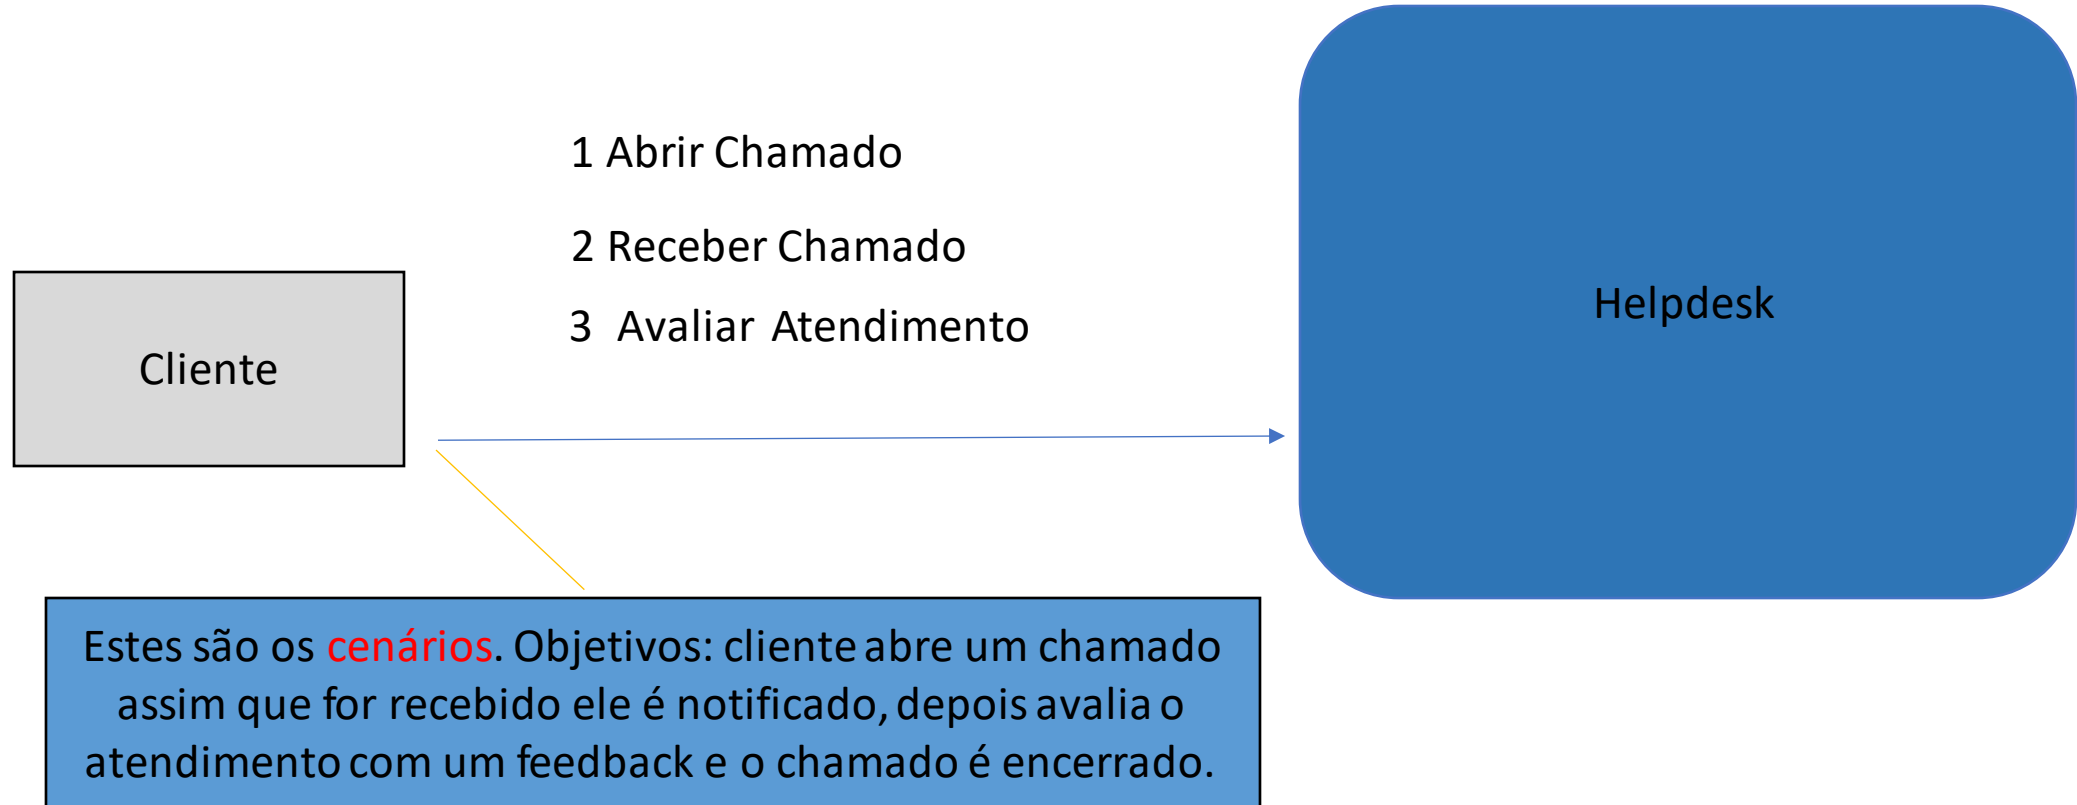 1 Abrir Chamado
2 Receber Chamado
3 Avaliar Atendimento
Cliente
Helpdesk
Estes são os cenários. Objetivos: cliente abre um chamado
assim que for recebido ele é notificado, depois avalia o
atendimento com um feedback e o chamado é encerrado.